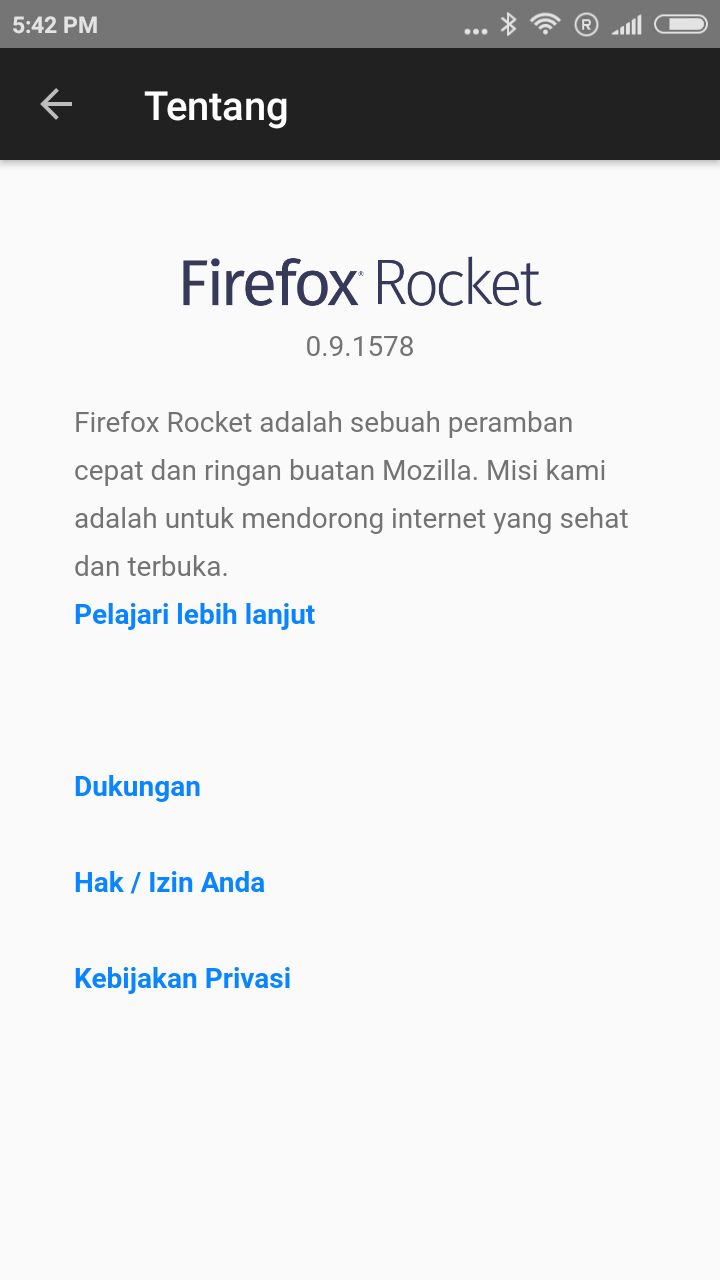 5:42 PM
Tentang
Firefox Rocket
0.9.1578
Firefox Rocket adalah sebuah peramban
cepat dan ringan buatan Mozilla. Misi kami
adalah untuk mendorong internet yang sehat
dan terbuka.
Pelajari lebih lanjut
Dukungan
Hak / Izin Anda
Kebijakan Privasi